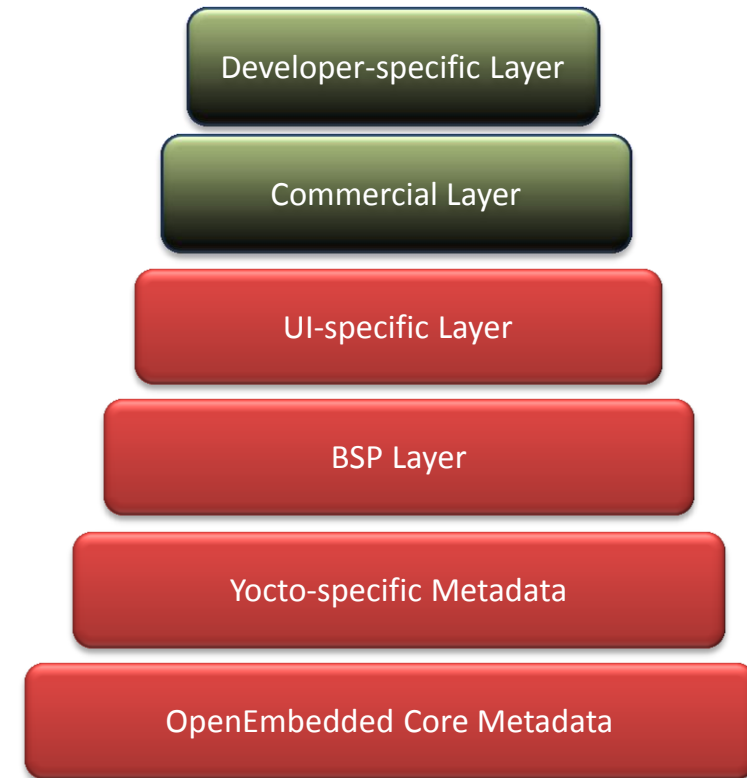 Developer-specific Layer
Commercial Layer
UI-specific Layer
BSP Layer
Yocto-specific Metadata
OpenEmbedded Core Metadata